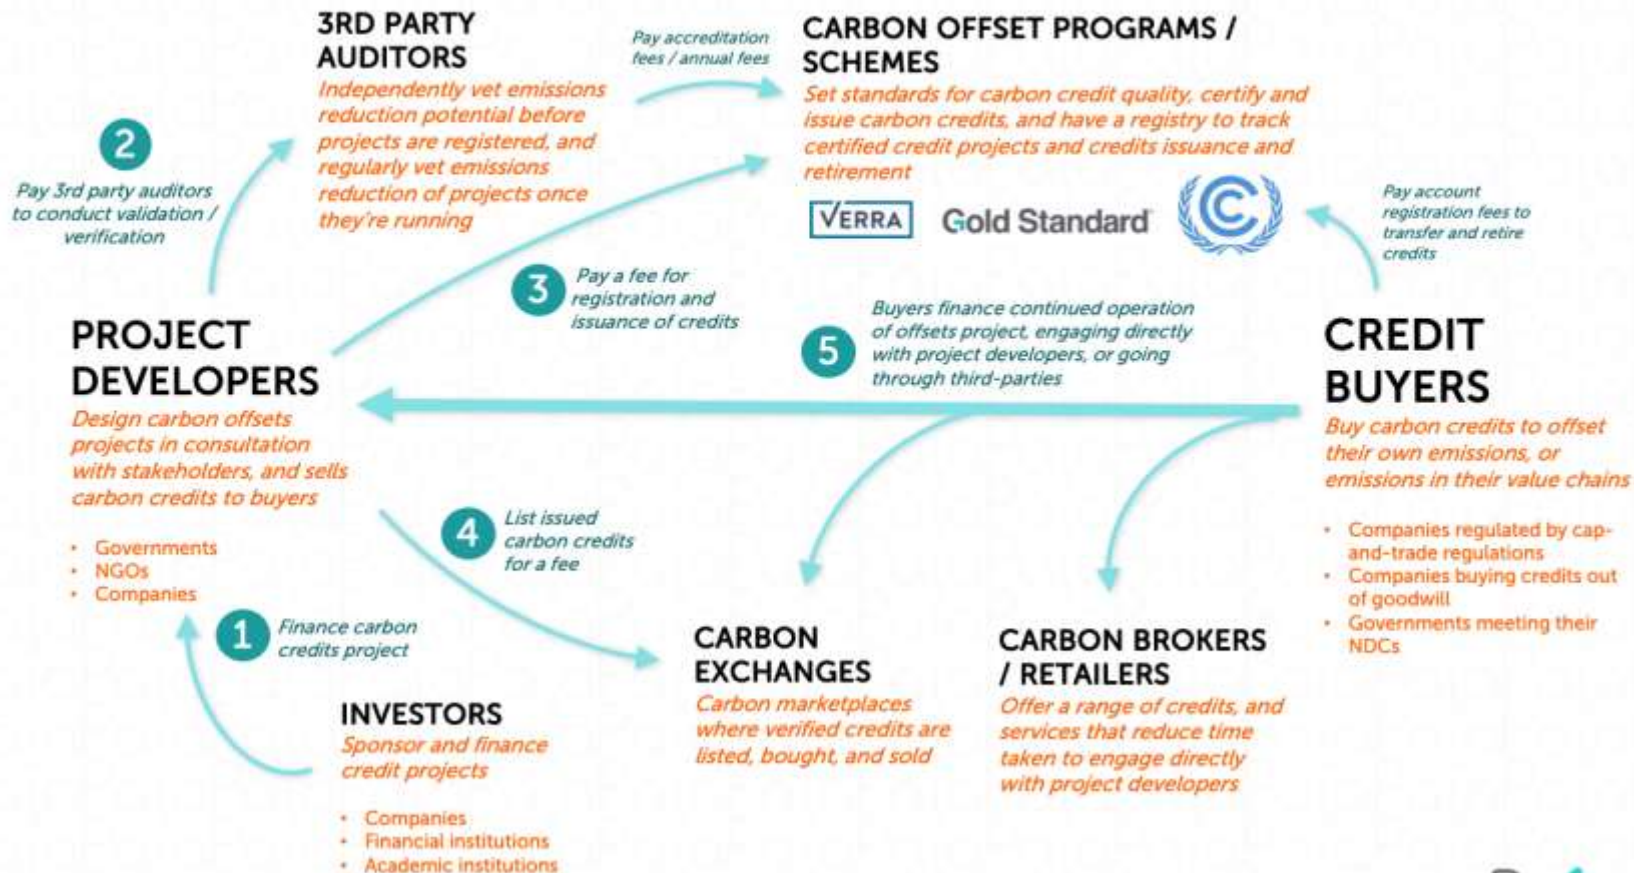 3RD PARTY
AUDITORS
Independently vet emissions
reduction potential before
projects are registered, and
regularly vet emissions
reduction of projects once
they're running
Pay accreditation
fees / annual fees
CARBON OFFSET PROGRAMS /
SCHEMES
Set standards for carbon credit quality, certify and
issue carbon credits, and have a registry to track
certified credit projects and credits issuance and
retirement
VERRA
Gold Standard
2
Pay 3rd party auditors
to conduct validation /
verification
Pay account
registration fees to
transfer and retire
credits
3
Pay a fee for
registration and
issuance of credits
5
Buyers finance continued operation
of offsets project, engaging directly
with project developers, or going
through third-parties
PROJECT
DEVELOPERS
Design carbon offsets
projects in consultation
with stakeholders, and sells
carbon credits to buyers
• Governments
• NGOs
• Companies
CREDIT
BUYERS
Buy carbon credits to offset
their own emissions, or
emissions in their value chains
• Companies regulated by cap-
and-trade regulations
• Companies buying credits out
of goodwill
• Governments meeting their
NDCs
4
List issued
carbon credits
for a fee
1
Finance carbon
credits project
INVESTORS
Sponsor and finance
credit projects
• Companies
• Financial institutions
• Academic institutions
CARBON
EXCHANGES
Carbon marketplaces
where verified credits are
listed, bought, and sold
CARBON BROKERS
/ RETAILERS
Offer a range of credits, and
services that reduce time
taken to engage directly
with project developers